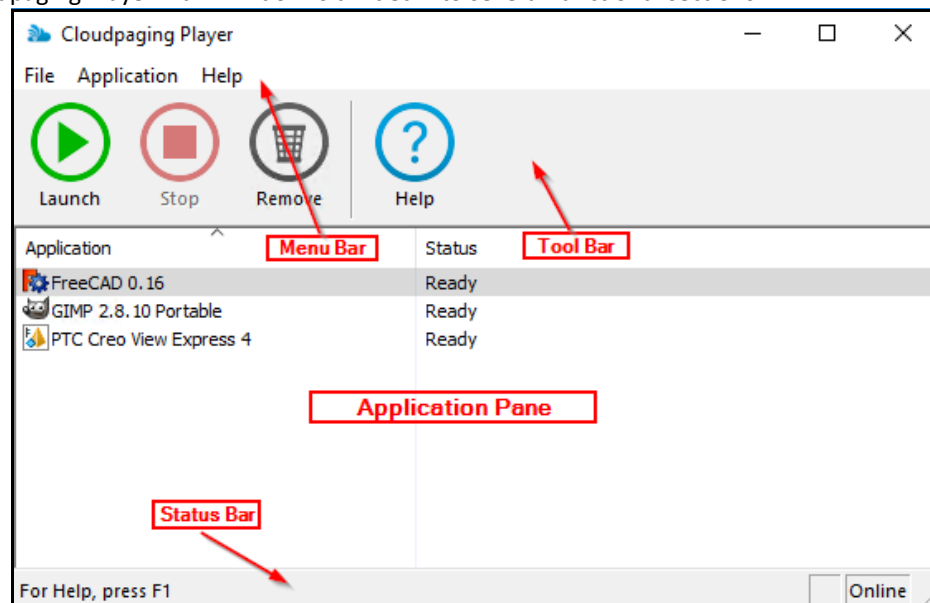 Cloudpaging Player
File Application Help
Launch Stop Remove Help
Application Menu Bar Status Tool Bar
FreeCAD 0.16 Ready
GIMP 2.8.10 Portable Ready
PTC Creo View Express 4 Ready
Application Pane
Status Bar
For Help, press F1 Online